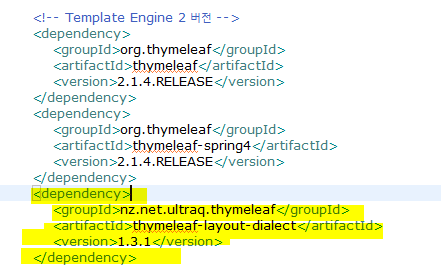 <!-- Template Engine 2 버전 -->
<dependency>
<groupId>org.thymeleaf</groupId>
<artifactId>thymeleaf</artifactId>
<version>2.1.4.RELEASE</version>
</dependency>
<dependency>
<groupId>org.thymeleaf</groupId>
<artifactId>thymeleaf-spring4</artifactId>
<version>2.1.4.RELEASE</version>
</dependency>
<dependency>
<groupId>nz.net.ultraq.thymeleaf</groupId>
<artifactId>thymeleaf-layout-dialect</artifactId>
<version>1.3.1</version>
</dependency>